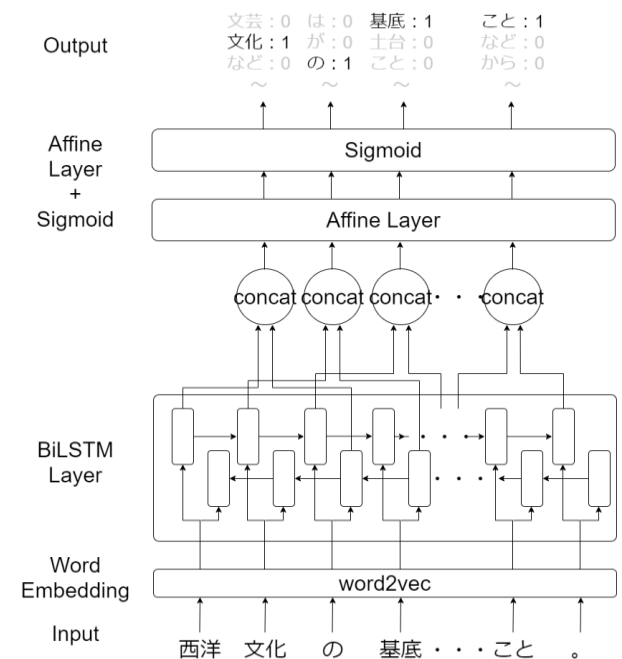 文芸:0 は:0 基底:1 こと:1
Output 文化:1 が:0 土台:0 など:0
など:0 の:1 こと:0 から:0
～ ～ ～ ～
Affine
Layer
+
Sigmoid
Sigmoid
Affine Layer
concat concat concat・・・concat
BiLSTM
Layer
・・・
・・・
Word
Embedding
word2vec
Input 西洋 文化 の 基底・・・こと 。